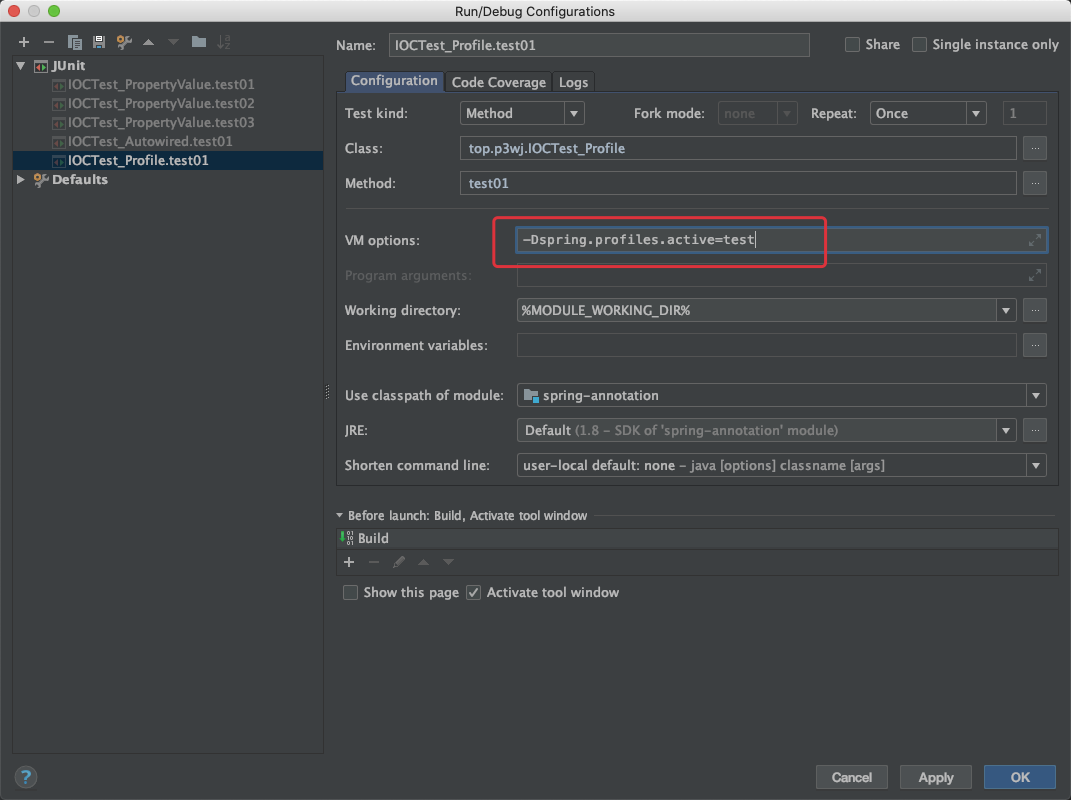 Run/Debug Configurations
Name: IOCTest_Profile.test01 Share Single instance only
JUnit
IOCTest_PropertyValue.test01
IOCTest_PropertyValue.test02
IOCTest_PropertyValue.test03
IOCTest_Autowired.test01
IOCTest_Profile.test01
Defaults
Configuration Code Coverage Logs
Test kind: Method Fork mode: none Repeat: Once 1
Class: top.p3wj.IOCTest_Profile ...
Method: test01 ...
VM options: -Dspring.profiles.active=test
Program arguments:
Working directory: %MODULE_WORKING_DIR% ...
Environment variables: ...
Use classpath of module: spring-annotation
JRE: Default (1.8 – SDK of 'spring-annotation' module) ...
Shorten command line: user-local default: none – java [options] classname [args]
Before launch: Build, Activate tool window
Build
Show this page Activate tool window
? Cancel Apply OK